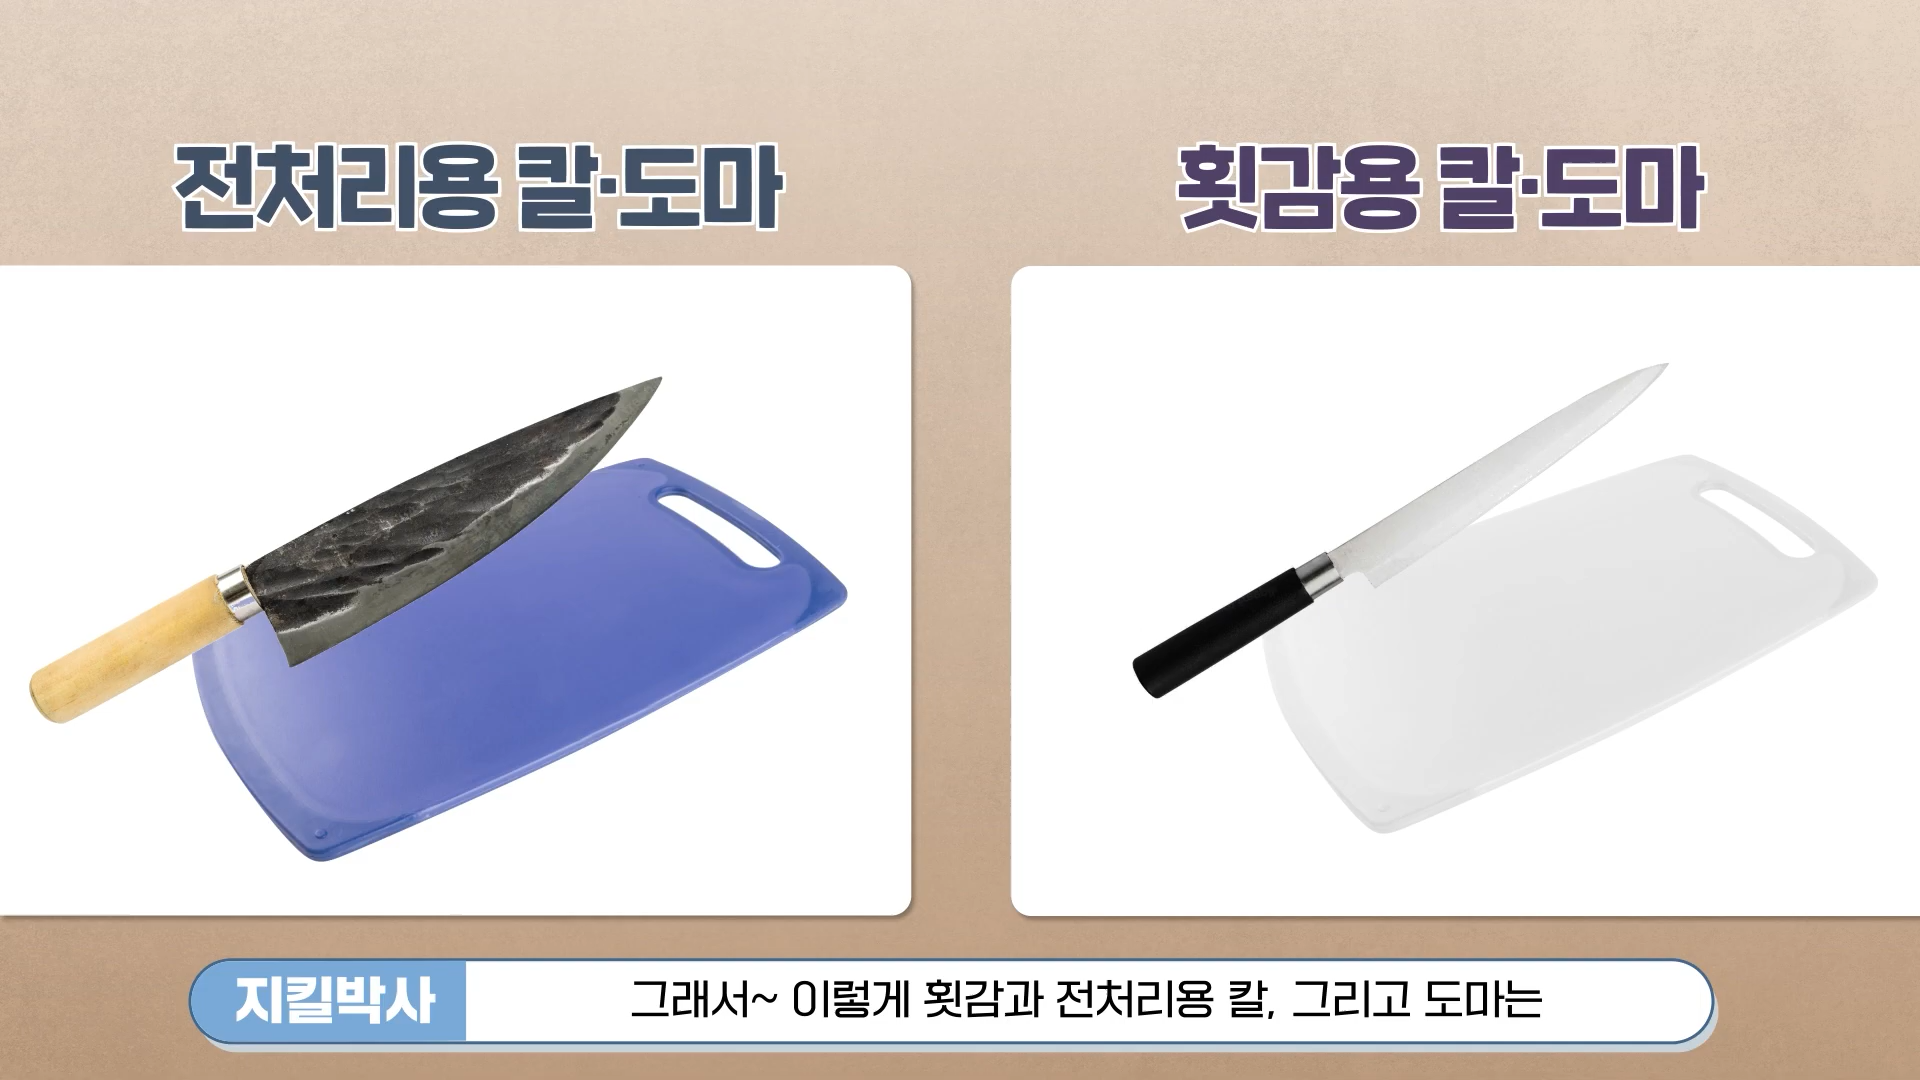 전처리용 칼·도마
횟감용 칼·도마
지킬박사
그래서~ 이렇게 횟감과 전처리용 칼, 그리고 도마는